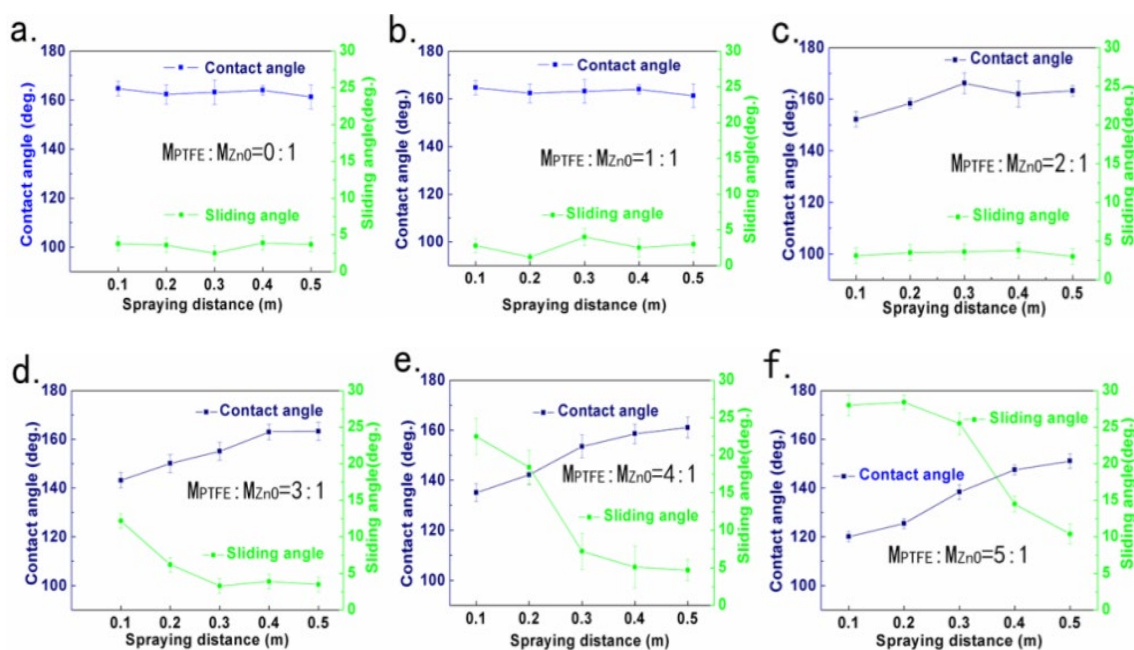 a.
180
160
140
120
100
Contact angle (deg.)
Contact angle
MPTFE:MZnO=0:1
Sliding angle
30
25
20
15
10
5
0
Sliding angle(deg.)
0.1 0.2 0.3 0.4 0.5
Spraying distance (m)
b.
180
160
140
120
100
Contact angle (deg.)
Contact angle
MPTFE:MZnO=1:1
Sliding angle
30
25
20
15
10
5
0
Sliding angle(deg.)
0.1 0.2 0.3 0.4 0.5
Spraying distance (m)
c.
180
160
140
120
100
Contact angle (deg.)
Contact angle
MPTFE:MZnO=2:1
Sliding angle
30
25
20
15
10
5
0
Sliding angle(deg.)
0.1 0.2 0.3 0.4 0.5
Spraying distance (m)
d.
180
160
140
120
100
Contact angle (deg.)
Contact angle
MPTFE:MZnO=3:1
Sliding angle
30
25
20
15
10
5
0
Sliding angle(deg.)
0.1 0.2 0.3 0.4 0.5
Spraying distance (m)
e.
180
160
140
120
100
Contact angle (deg.)
Contact angle
MPTFE:MZnO=4:1
Sliding angle
30
25
20
15
10
5
0
Sliding angle(deg.)
0.1 0.2 0.3 0.4 0.5
Spraying distance (m)
f.
180
160
140
120
100
Contact angle (deg.)
Sliding angle
Contact angle
MPTFE:MZnO=5:1
30
25
20
15
10
5
0
Sliding angle(deg.)
0.1 0.2 0.3 0.4 0.5
Spraying distance (m)